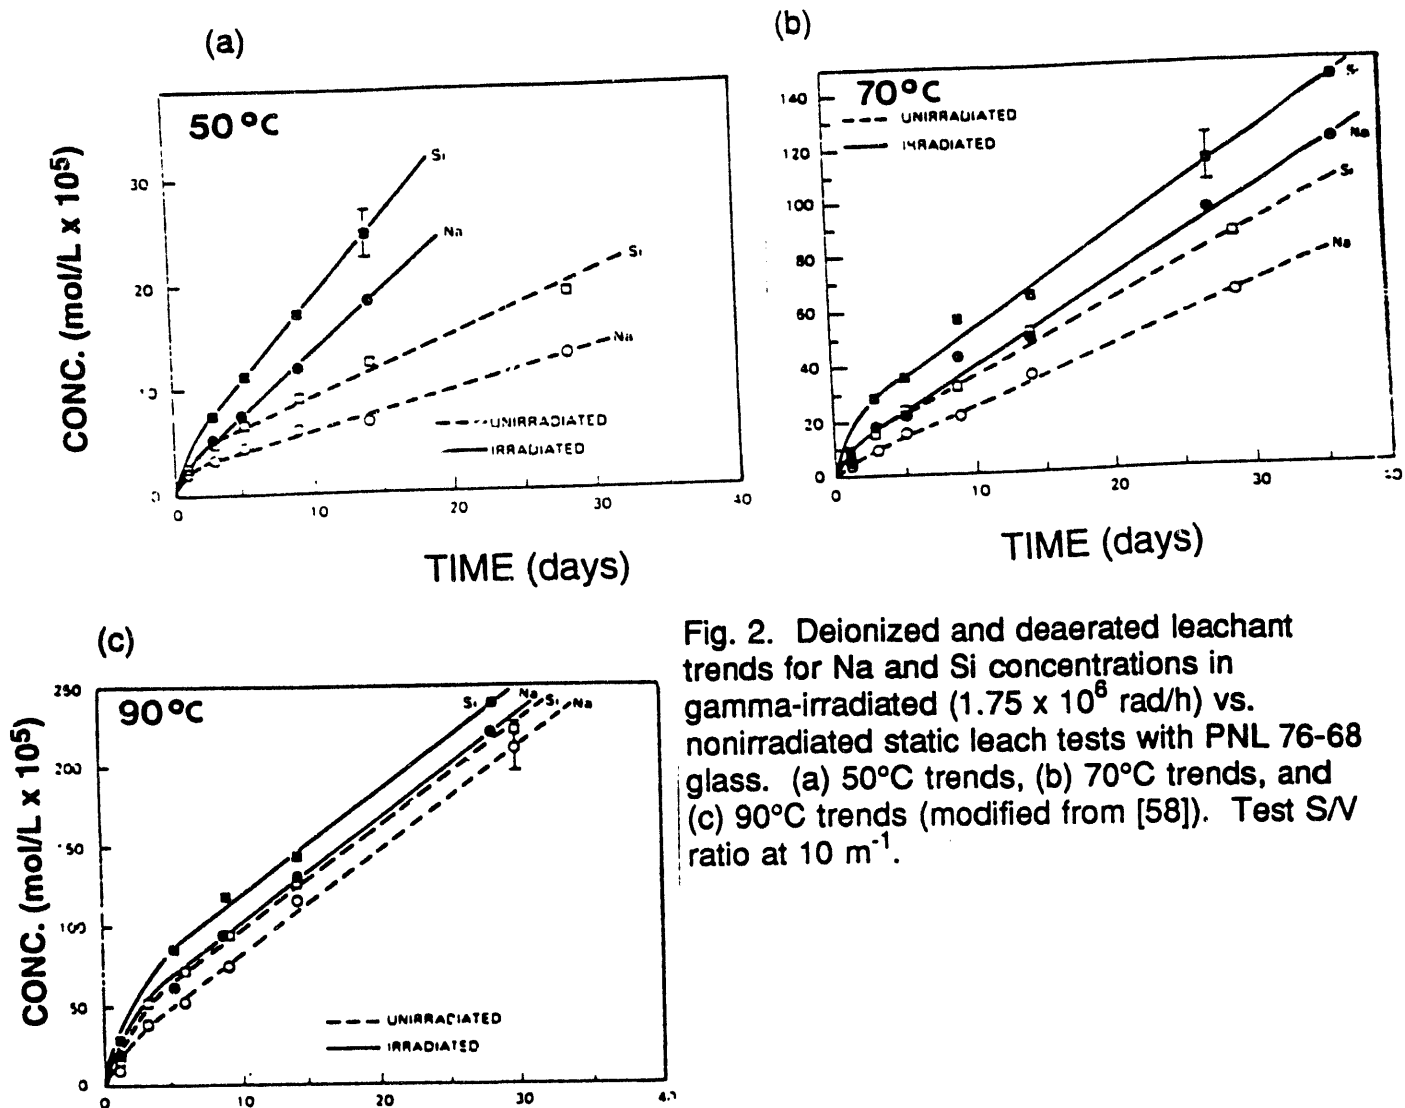 (a)
50°C
CONC. (mol/L x 10⁵)
30
20
10
0
Si
Na
Si
Na
UNIRRADIATED
IRRADIATED
0 10 20 30 40
TIME (days)
(b)
70°C
UNIRRADIATED
IRRADIATED
140
120
100
80
60
40
20
0
Si
Na
Si
Na
0 10 20 30
TIME (days)
(c)
90°C
CONC. (mol/L x 10⁵)
250
200
150
100
50
0
Si Na Si Na
UNIRRADIATED
IRRADIATED
0 10 20 30 40
Fig. 2. Deionized and deaerated leachant
trends for Na and Si concentrations in
gamma-irradiated (1.75 x 10⁶ rad/h) vs.
nonirradiated static leach tests with PNL 76-68
glass. (a) 50°C trends, (b) 70°C trends, and
(c) 90°C trends (modified from [58]). Test S/V
ratio at 10 m⁻¹.